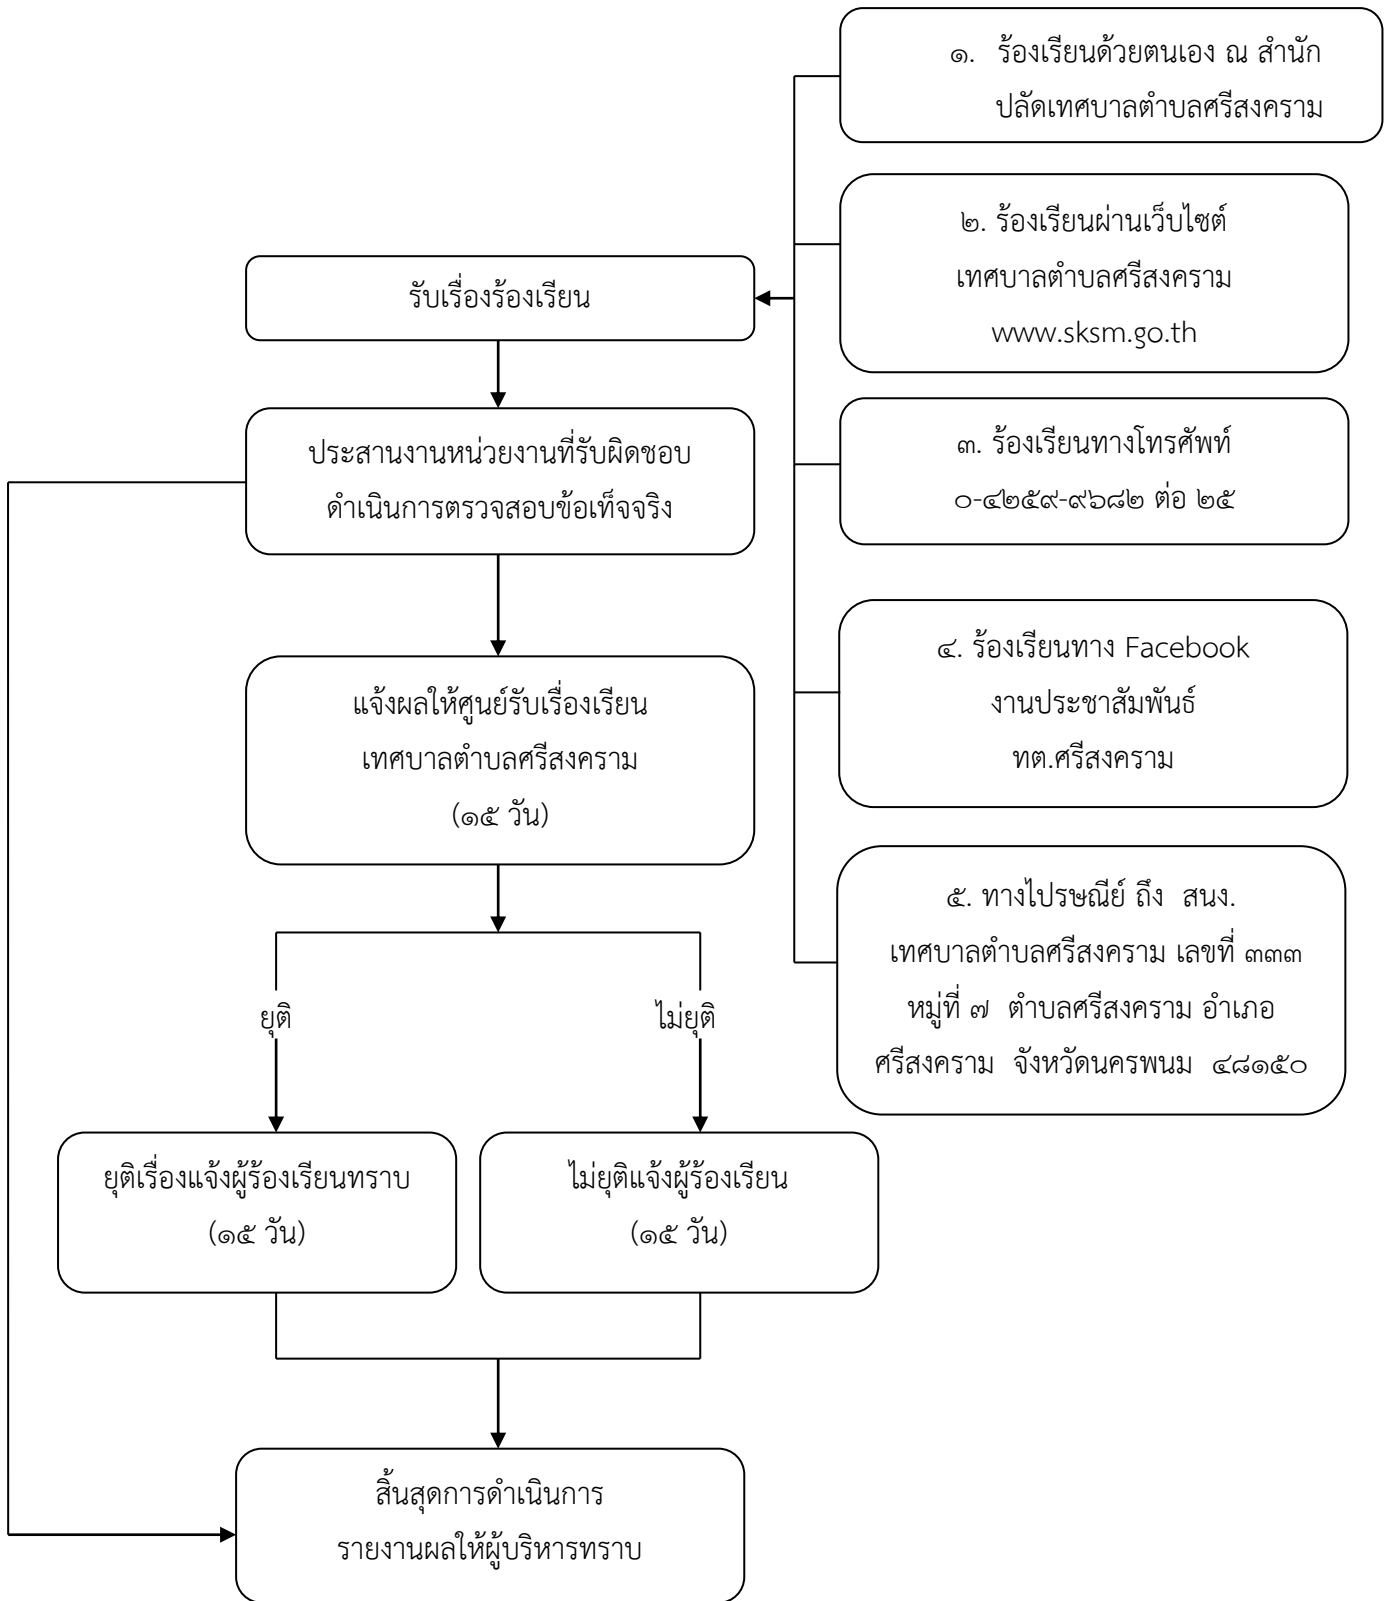 ๑. ร้องเรียนด้วยตนเอง ณ สำนัก
ปลัดเทศบาลตำบลศรีสงคราม
๒. ร้องเรียนผ่านเว็บไซต์
เทศบาลตำบลศรีสงคราม
www.sksm.go.th
๓. ร้องเรียนทางโทรศัพท์
๐-๔๒๕๙-๙๖๘๒ ต่อ ๒๕
๔. ร้องเรียนทาง Facebook
งานประชาสัมพันธ์
ทต.ศรีสงคราม
๕. ทางไปรษณีย์ ถึง สนง.
เทศบาลตำบลศรีสงคราม เลขที่ ๓๓๓
หมู่ที่ ๗ ตำบลศรีสงคราม อำเภอ
ศรีสงคราม จังหวัดนครพนม ๔๘๑๕๐
รับเรื่องร้องเรียน
ประสานงานหน่วยงานที่รับผิดชอบ
ดำเนินการตรวจสอบข้อเท็จจริง
แจ้งผลให้ศูนย์รับเรื่องเรียน
เทศบาลตำบลศรีสงคราม
(๑๕ วัน)
ยุติ
ไม่ยุติ
ยุติเรื่องแจ้งผู้ร้องเรียนทราบ
(๑๕ วัน)
ไม่ยุติแจ้งผู้ร้องเรียน
(๑๕ วัน)
สิ้นสุดการดำเนินการ
รายงานผลให้ผู้บริหารทราบ